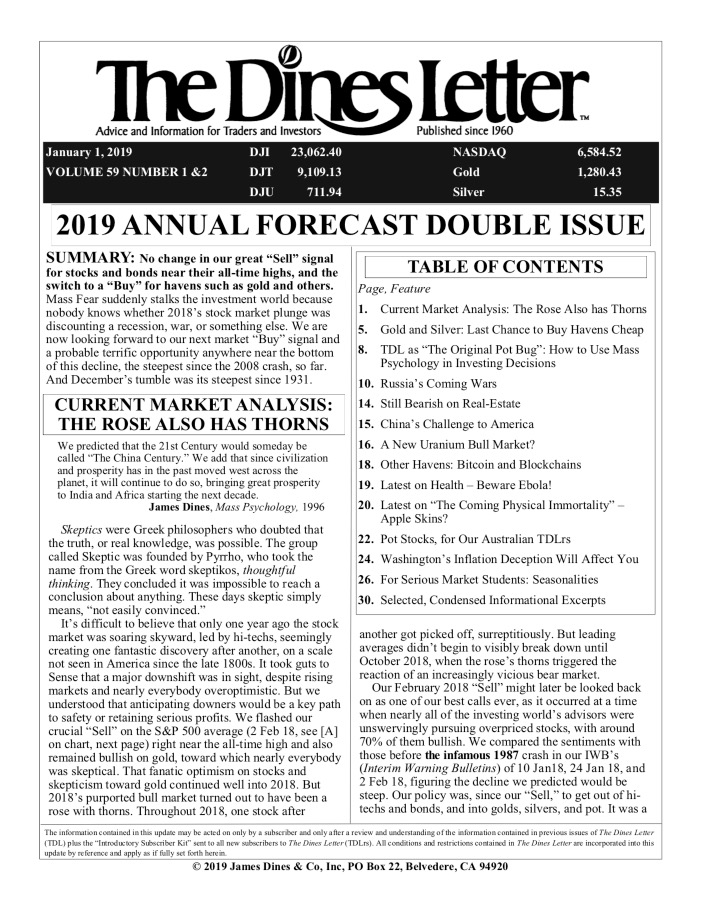 The Dines Letter™
Advice and Information for Traders and Investors
Published since 1960
January 1, 2019 DJI 23,062.40 NASDAQ 6,584.52
VOLUME 59 NUMBER 1 &2 DJT 9,109.13 Gold 1,280.43
DJU 711.94 Silver 15.35
2019 ANNUAL FORECAST DOUBLE ISSUE
SUMMARY: No change in our great “Sell” signal
for stocks and bonds near their all-time highs, and the
switch to a “Buy” for havens such as gold and others.
Mass Fear suddenly stalks the investment world because
nobody knows whether 2018’s stock market plunge was
discounting a recession, war, or something else. We are
now looking forward to our next market “Buy” signal and
a probable terrific opportunity anywhere near the bottom
of this decline, the steepest since the 2008 crash, so far.
And December’s tumble was its steepest since 1931.
CURRENT MARKET ANALYSIS:
THE ROSE ALSO HAS THORNS
We predicted that the 21st Century would someday be
called “The China Century.” We add that since civilization
and prosperity has in the past moved west across the
planet, it will continue to do so, bringing great prosperity
to India and Africa starting the next decade.
James Dines, Mass Psychology, 1996
Skeptics were Greek philosophers who doubted that
the truth, or real knowledge, was possible. The group
called Skeptic was founded by Pyrrho, who took the
name from the Greek word skeptikos, thoughtful
thinking. They concluded it was impossible to reach a
conclusion about anything. These days skeptic simply
means, “not easily convinced.”
It’s difficult to believe that only one year ago the stock
market was soaring skyward, led by hi-techs, seemingly
creating one fantastic discovery after another, on a scale
not seen in America since the late 1800s. It took guts to
Sense that a major downshift was in sight, despite rising
markets and nearly everybody overoptimistic. But we
understood that anticipating downers would be a key path
to safety or retaining serious profits. We flashed our
crucial “Sell” on the S&P 500 average (2 Feb 18, see [A]
on chart, next page) right near the all-time high and also
remained bullish on gold, toward which nearly everybody
was skeptical. That fanatic optimism on stocks and
skepticism toward gold continued well into 2018. But
2018’s purported bull market turned out to have been a
rose with thorns. Throughout 2018, one stock after
TABLE OF CONTENTS
Page, Feature
1. Current Market Analysis: The Rose Also has Thorns
5. Gold and Silver: Last Chance to Buy Havens Cheap
8. TDL as “The Original Pot Bug”: How to Use Mass
Psychology in Investing Decisions
10. Russia’s Coming Wars
14. Still Bearish on Real-Estate
15. China’s Challenge to America
16. A New Uranium Bull Market?
18. Other Havens: Bitcoin and Blockchains
19. Latest on Health – Beware Ebola!
20. Latest on “The Coming Physical Immortality” –
Apple Skins?
22. Pot Stocks, for Our Australian TDLrs
24. Washington’s Inflation Deception Will Affect You
26. For Serious Market Students: Seasonalities
30. Selected, Condensed Informational Excerpts
another got picked off, surreptitiously. But leading
averages didn’t begin to visibly break down until
October 2018, when the rose’s thorns triggered the
reaction of an increasingly vicious bear market.
Our February 2018 “Sell” might later be looked back
on as one of our best calls ever, as it occurred at a time
when nearly all of the investing world’s advisors were
unswervingly pursuing overpriced stocks, with around
70% of them bullish. We compared the sentiments with
those before the infamous 1987 crash in our IWB’s
(Interim Warning Bulletins) of 10 Jan18, 24 Jan 18, and
2 Feb 18, figuring the decline we predicted would be
steep. Our policy was, since our “Sell,” to get out of hi-
techs and bonds, and into golds, silvers, and pot. It was a
The information contained in this update may be acted on only by a subscriber and only after a review and understanding of the information contained in previous issues of The Dines Letter
(TDL) plus the “Introductory Subscriber Kit” sent to all new subscribers to The Dines Letter (TDLrs). All conditions and restrictions contained in The Dines Letter are incorporated into this
update by reference and apply as if fully set forth herein.
© 2019 James Dines & Co, Inc, PO Box 22, Belvedere, CA 94920